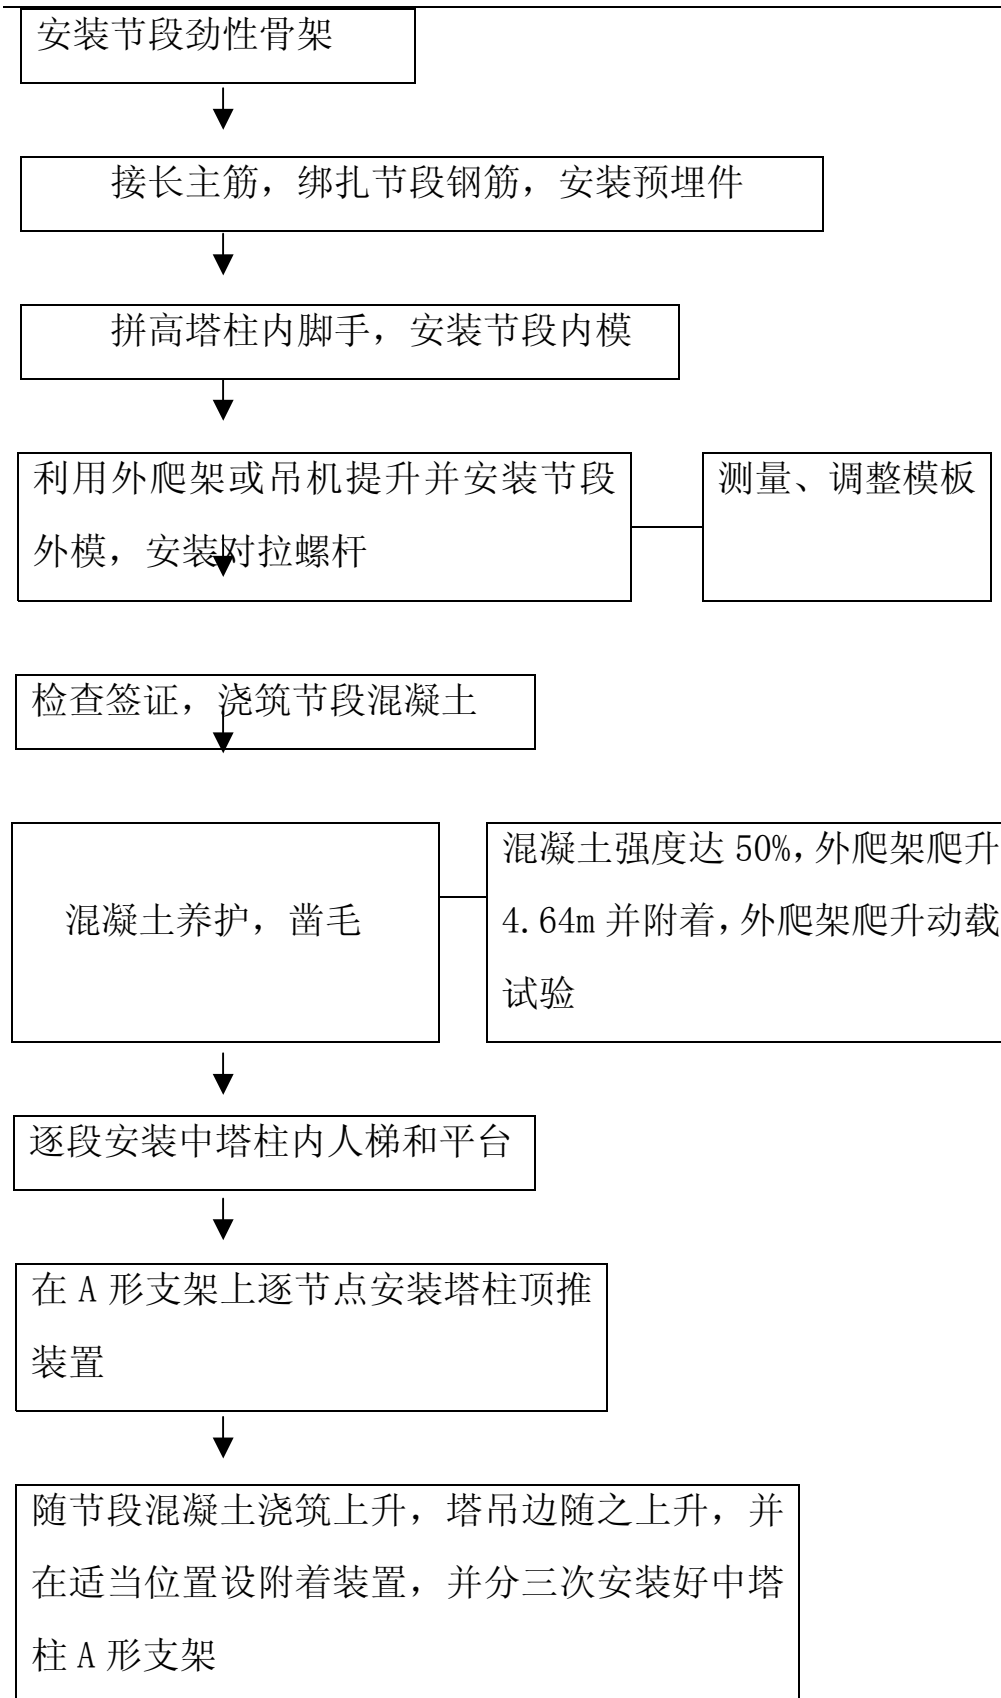 安装节段劲性骨架
接长主筋，绑扎节段钢筋，安装预埋件
拼高塔柱内脚手，安装节段内模
利用外爬架或吊机提升并安装节段
外模，安装对拉螺杆
测量、调整模板
检查签证，浇筑节段混凝土
混凝土养护，凿毛
混凝土强度达 50%，外爬架爬升
4.64m 并附着，外爬架爬升动载
试验
逐段安装中塔柱内人梯和平台
在 A 形支架上逐节点安装塔柱顶推
装置
随节段混凝土浇筑上升，塔吊边随之上升，并
在适当位置设附着装置，并分三次安装好中塔
柱 A 形支架